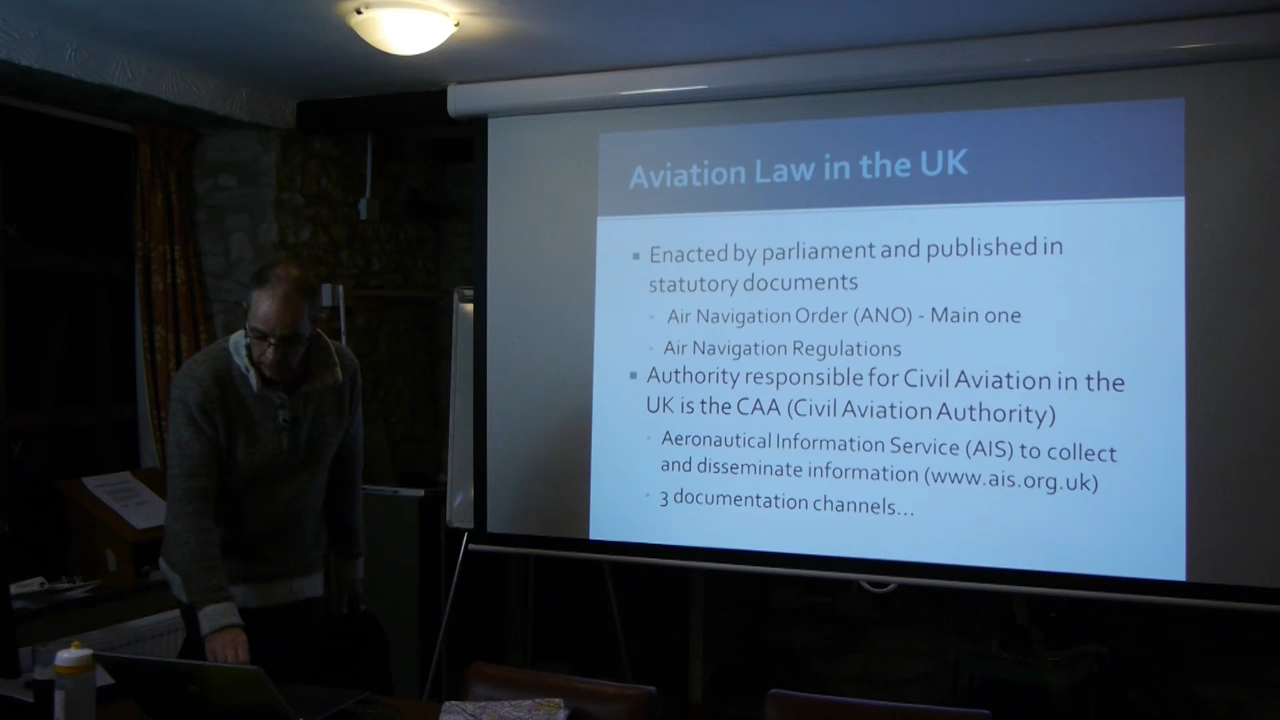 Aviation Law in the UK
Enacted by parliament and published in
statutory documents
Air Navigation Order (ANO) - Main one
Air Navigation Regulations
Authority responsible for Civil Aviation in the
UK is the CAA (Civil Aviation Authority)
Aeronautical Information Service (AIS) to collect
and disseminate information (www.ais.org.uk)
3 documentation channels...